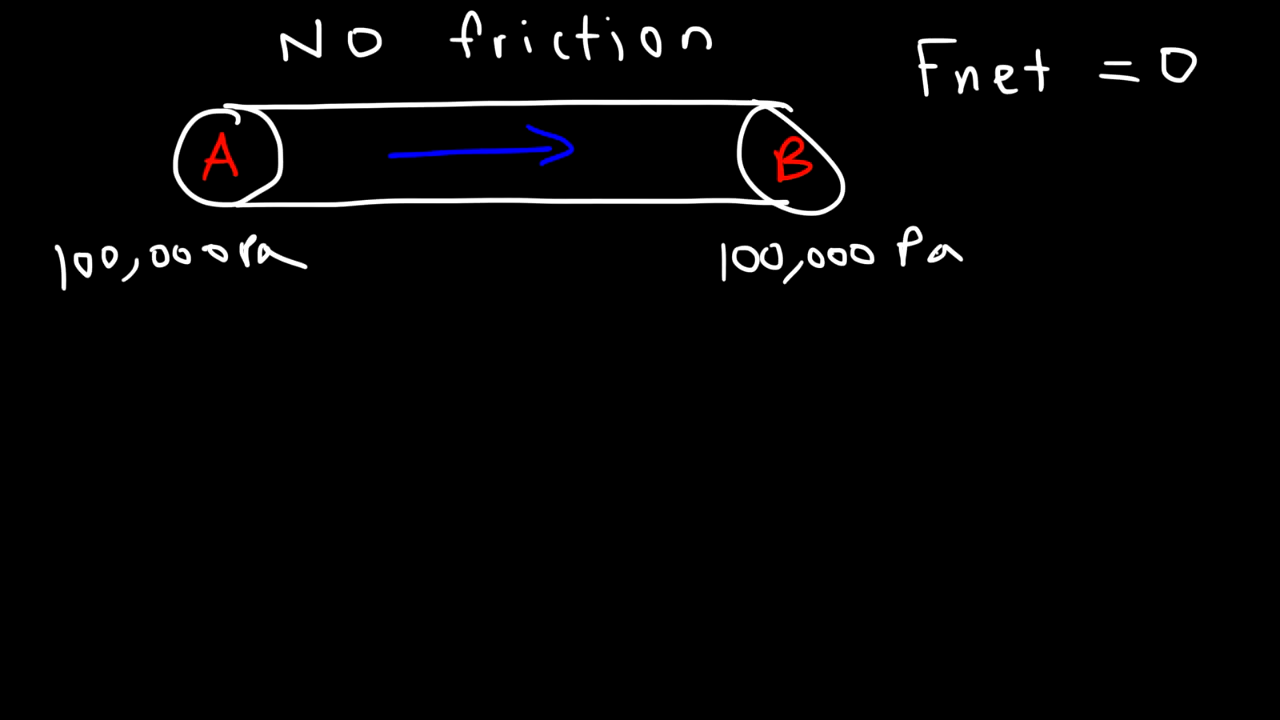 No friction
Fnet = 0
A
B
100,000 Pa
100,000 Pa